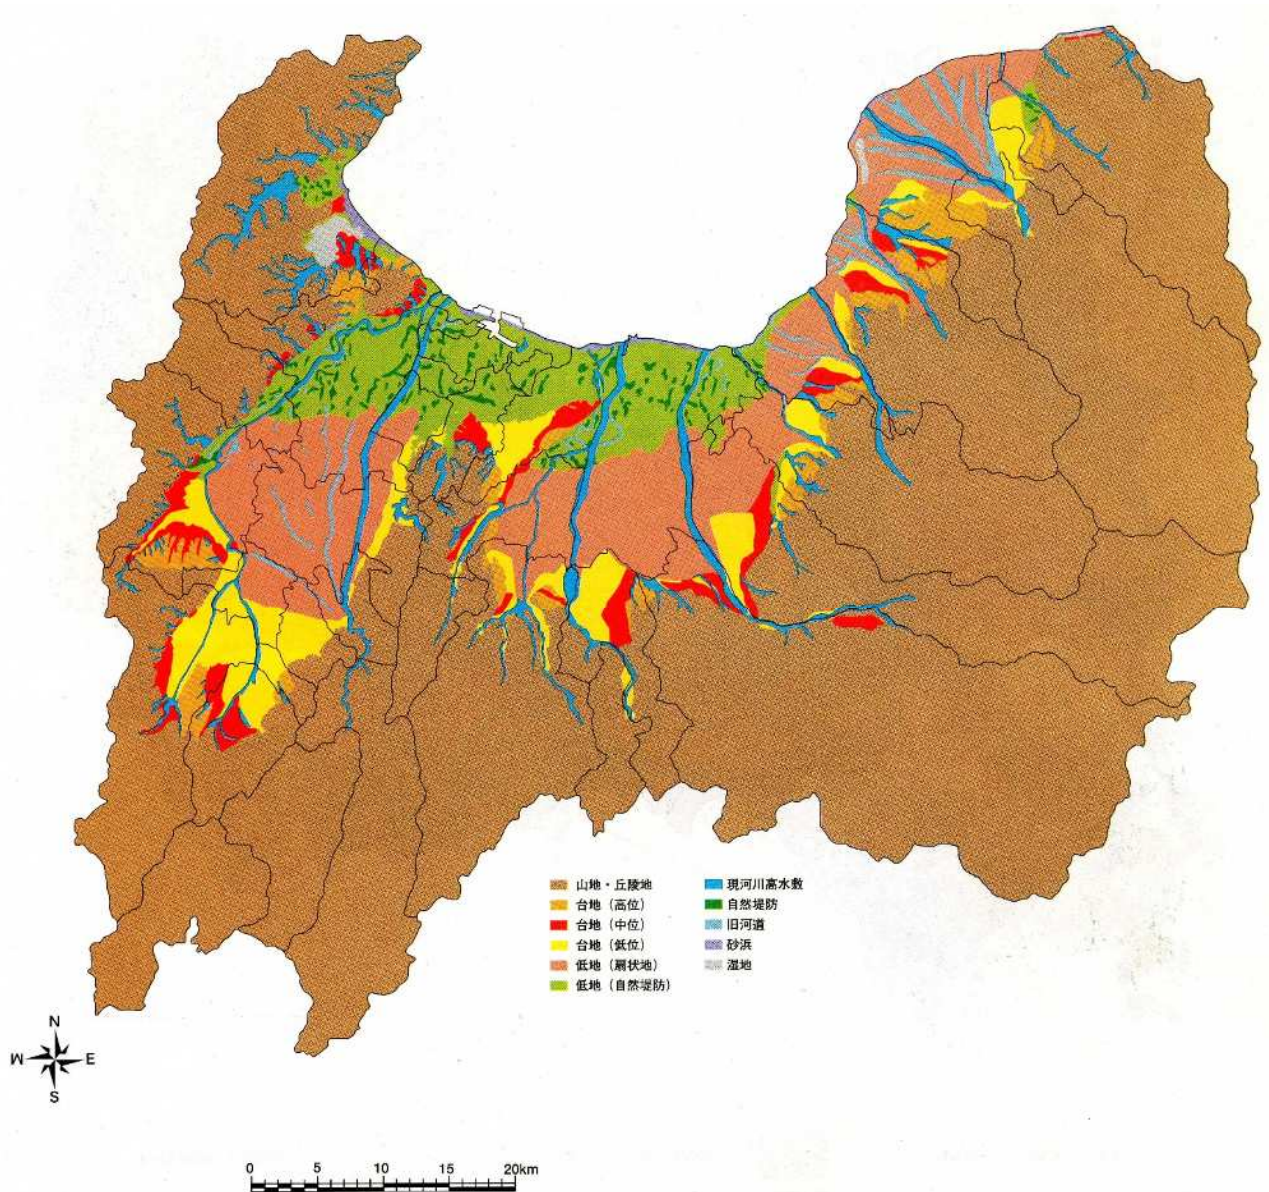 山地・丘陵地
台地（高位）
台地（中位）
台地（低位）
低地（扇状地）
低地（自然堤防）
現河川高水敷
自然堤防
旧河道
砂浜
湿地
N
W
E
S
0 5 10 15 20km